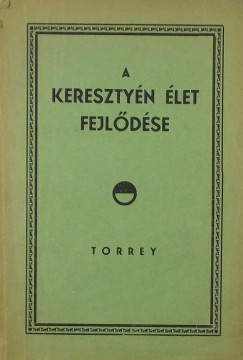 A
KERESZTYÉN ÉLET
FEJLŐDÉSE
TORREY